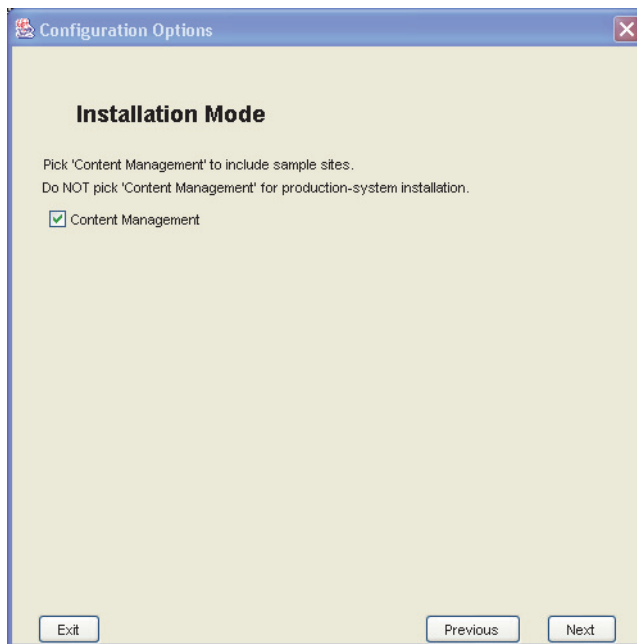 Configuration Options
Installation Mode
Pick 'Content Management' to include sample sites.
Do NOT pick 'Content Management' for production-system installation.
Content Management
Exit
Previous
Next